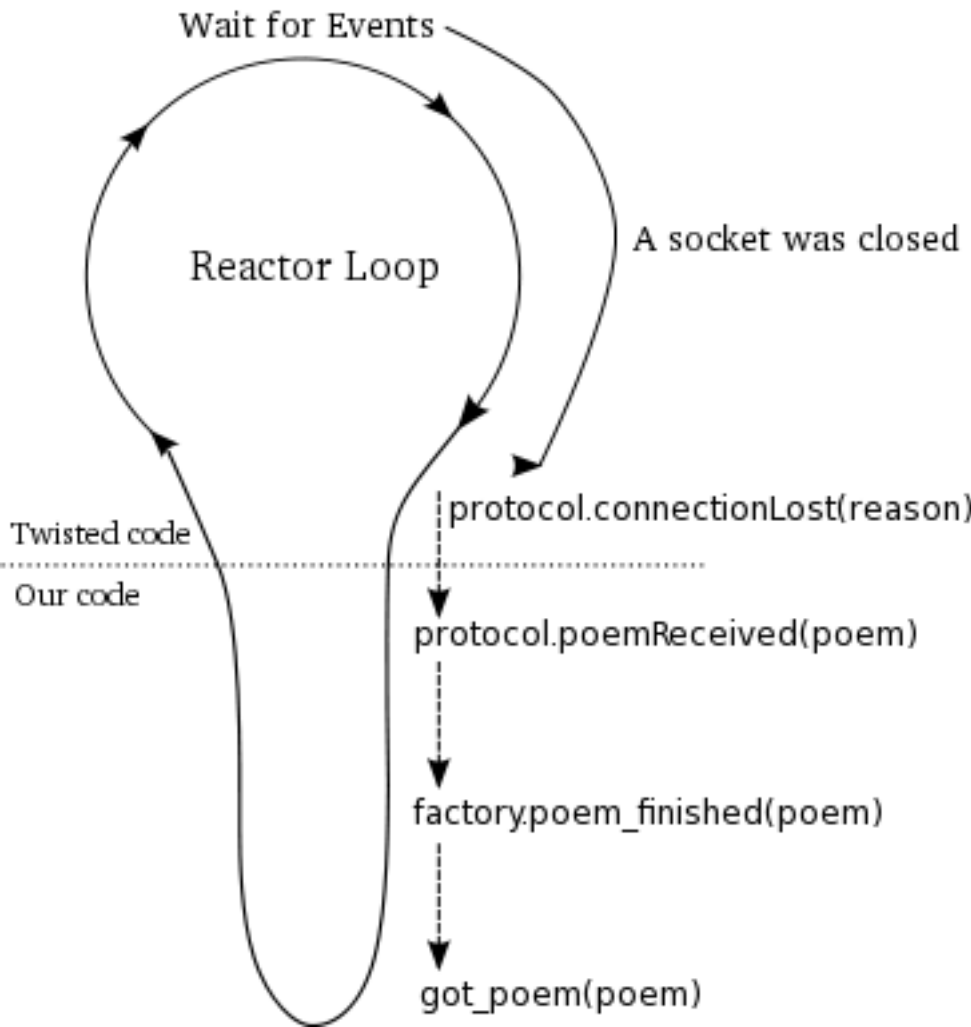 Wait for Events
A socket was closed
Reactor Loop
protocol.connectionLost(reason)
Twisted code
Our code
protocol.poemReceived(poem)
factory.poem_finished(poem)
got_poem(poem)